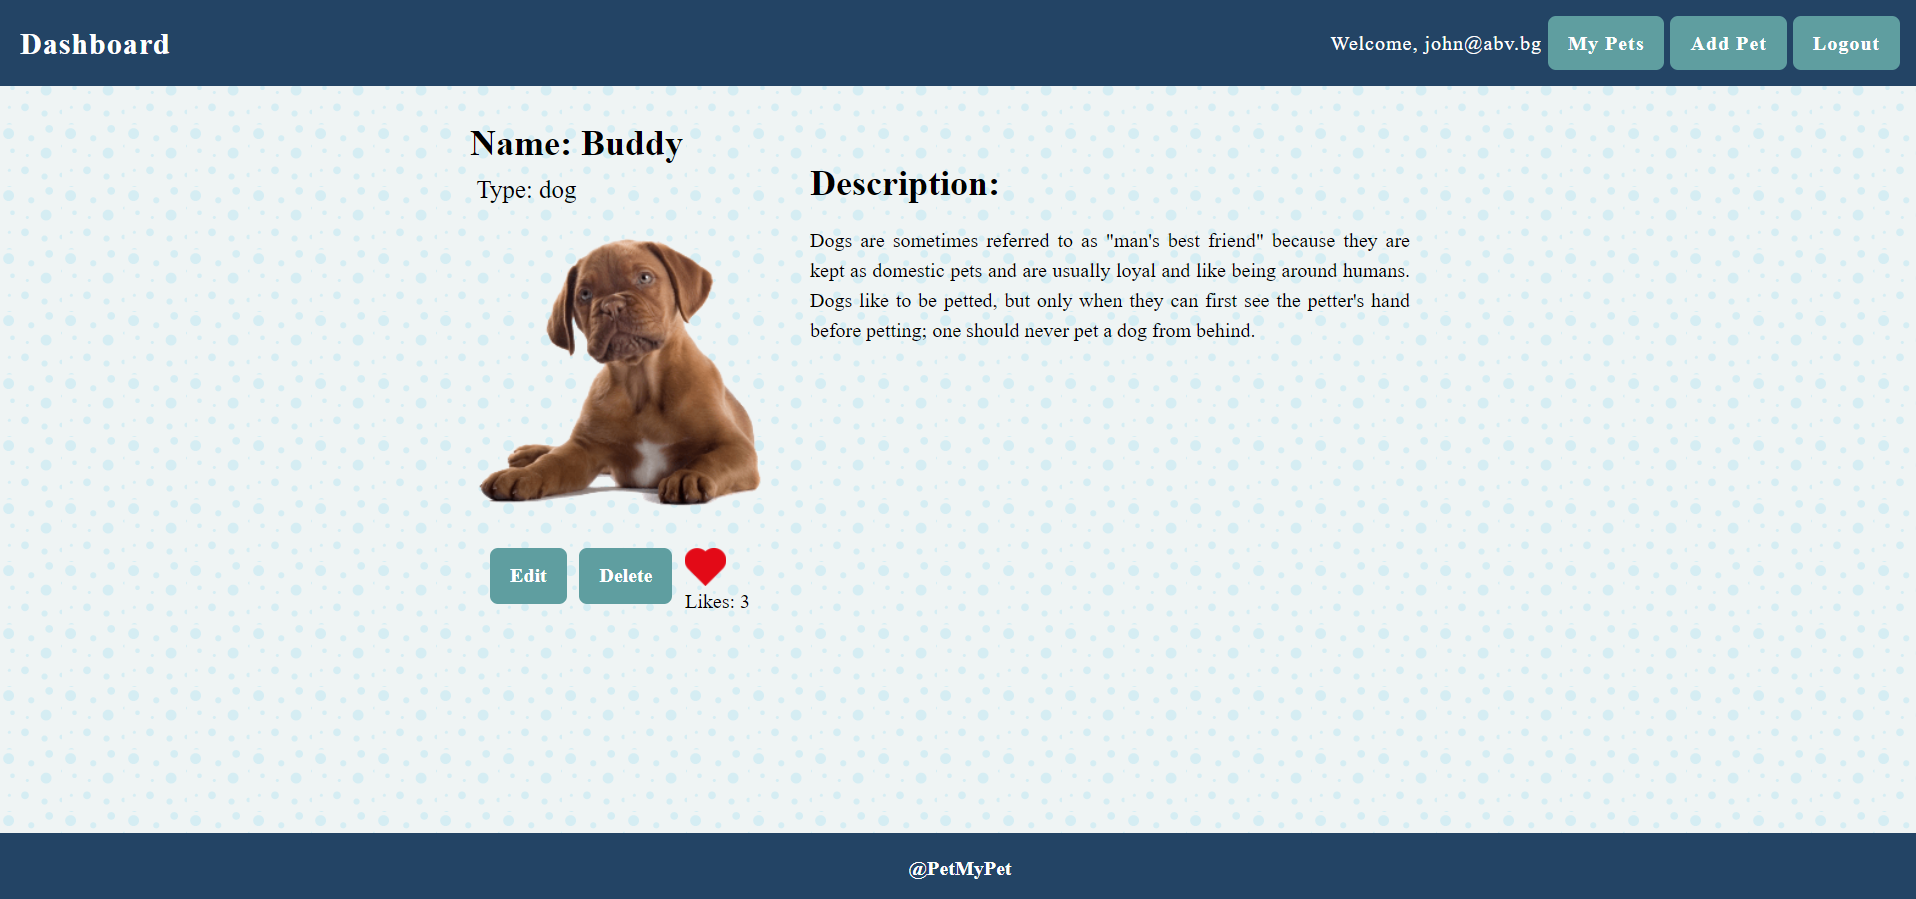 Dashboard
Welcome, john@abv.bg
My Pets
Add Pet
Logout
Name: Buddy
Type: dog
Description:
Dogs are sometimes referred to as "man's best friend" because they are
kept as domestic pets and are usually loyal and like being around humans.
Dogs like to be petted, but only when they can first see the petter's hand
before petting; one should never pet a dog from behind.
Edit
Delete
Likes: 3
@PetMyPet